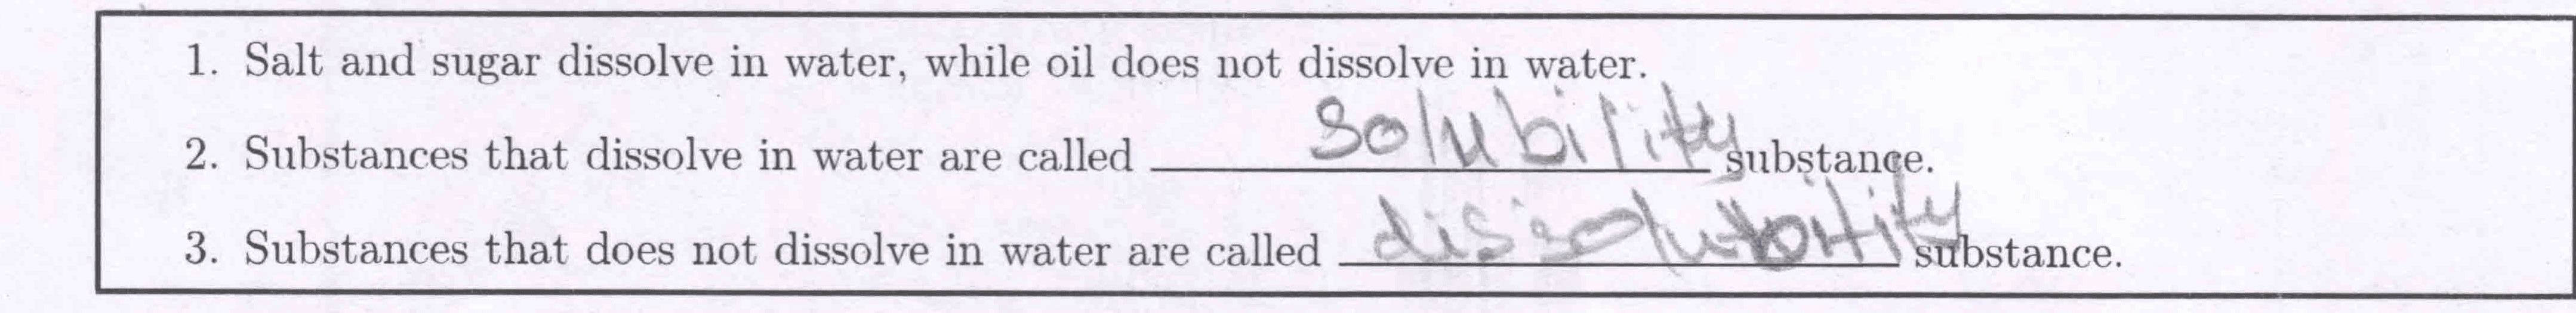 1. Salt and sugar dissolve in water, while oil does not dissolve in water.
2. Substances that dissolve in water are called solubility substance.
3. Substances that does not dissolve in water are called dissolubility substance.